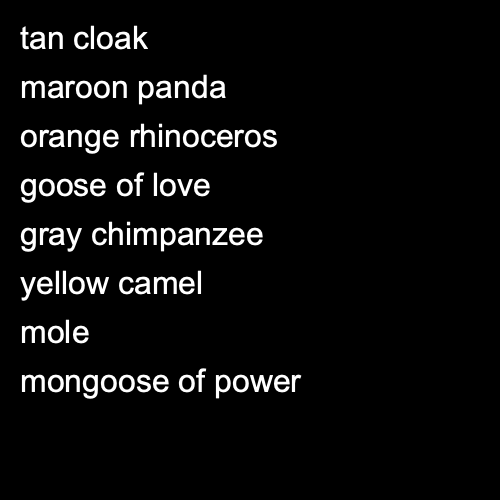 tan cloak
maroon panda
orange rhinoceros
goose of love
gray chimpanzee
yellow camel
mole
mongoose of power